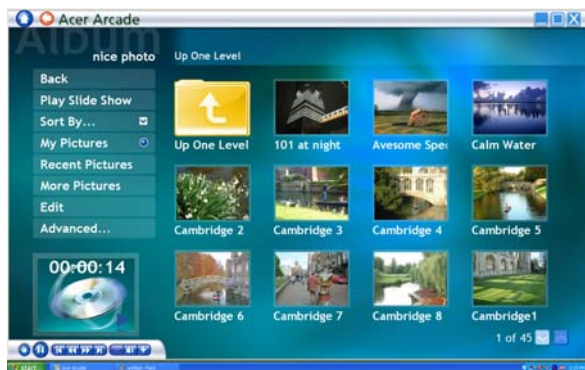 Acer Arcade
Album
nice photo
Up One Level
Back
Play Slide Show
Sort By...
My Pictures
Recent Pictures
More Pictures
Edit
Advanced...
Up One Level
101 at night
Avesome Spec
Calm Water
Cambridge 2
Cambridge 3
Cambridge 4
Cambridge 5
Cambridge 6
Cambridge 7
Cambridge 8
Cambridge1
00:00:14
1 of 45
start